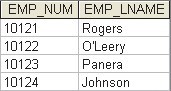 EMP_NUM EMP_LNAME
10121 Rogers
10122 O'Leery
10123 Panera
10124 Johnson